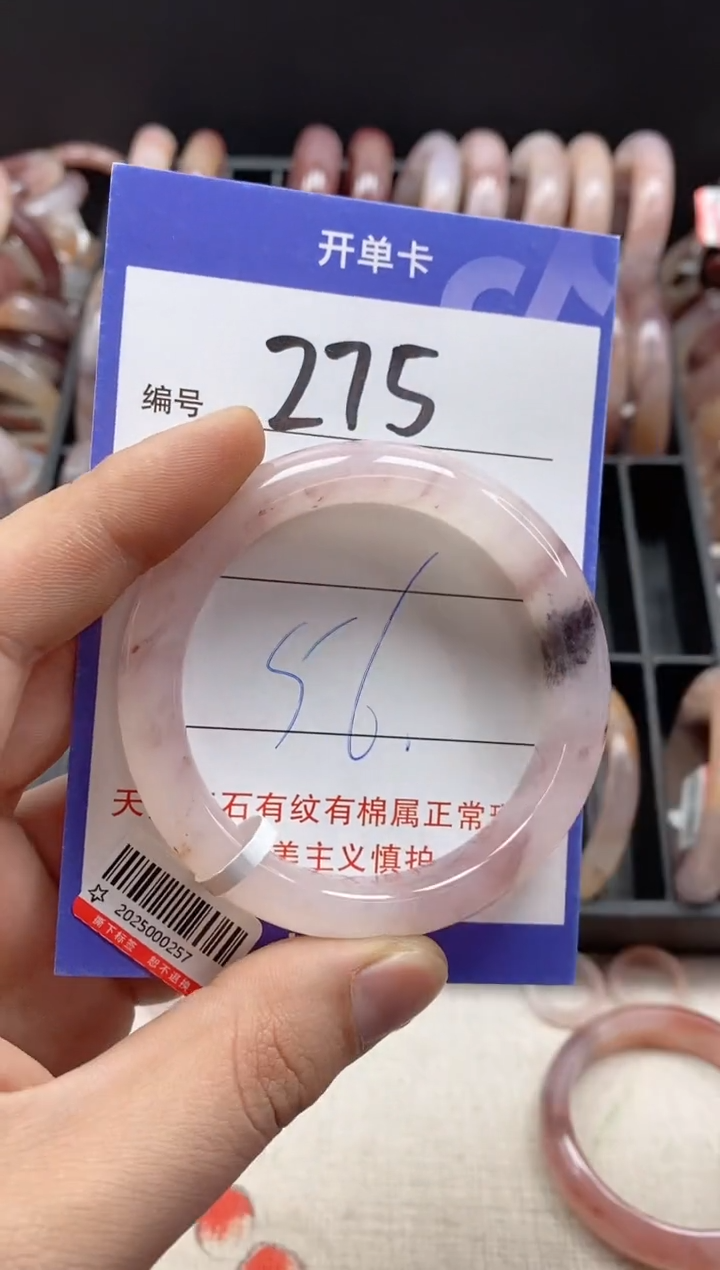 开单卡
编号 275
56.
天 石有纹有棉属正常
美主义慎拍
2025000257
撕下标签 恕不退换